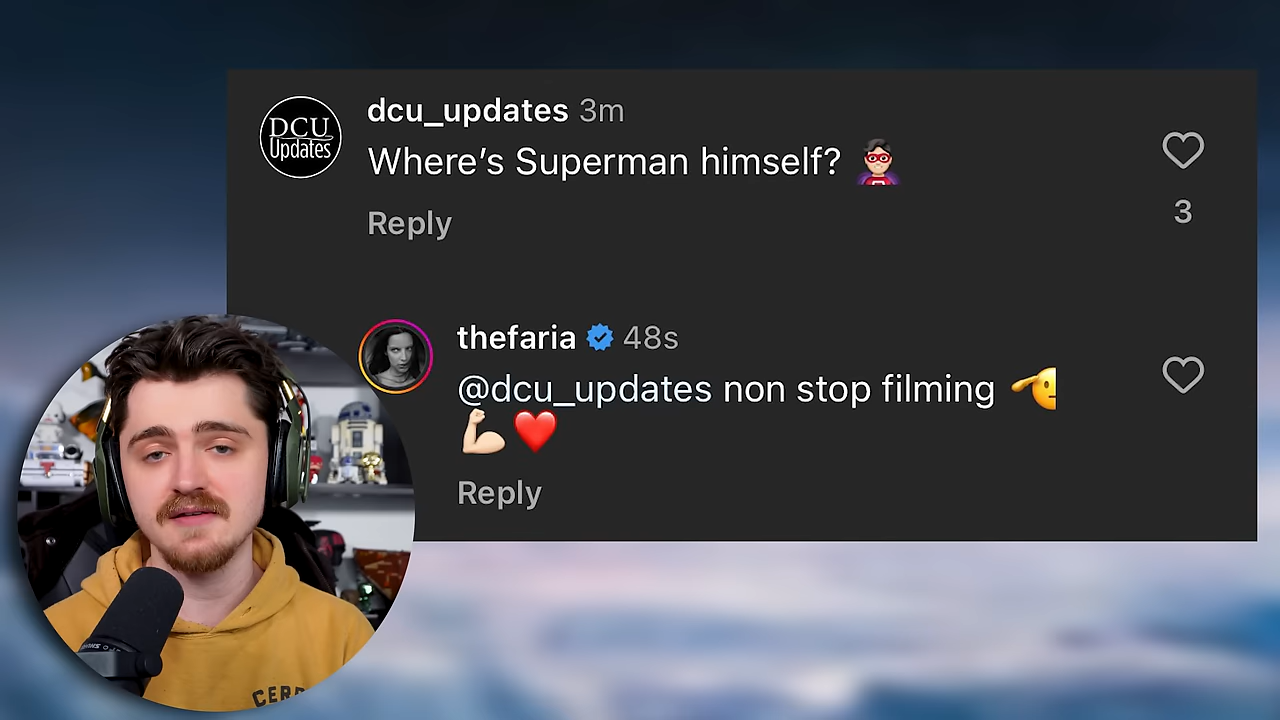 DCU
Updates
dcu_updates 3m
Where’s Superman himself? 🦸🏻‍♂️
3
Reply
thefaria 48s
@dcu_updates non stop filming 🫡
💪🏻❤️
Reply